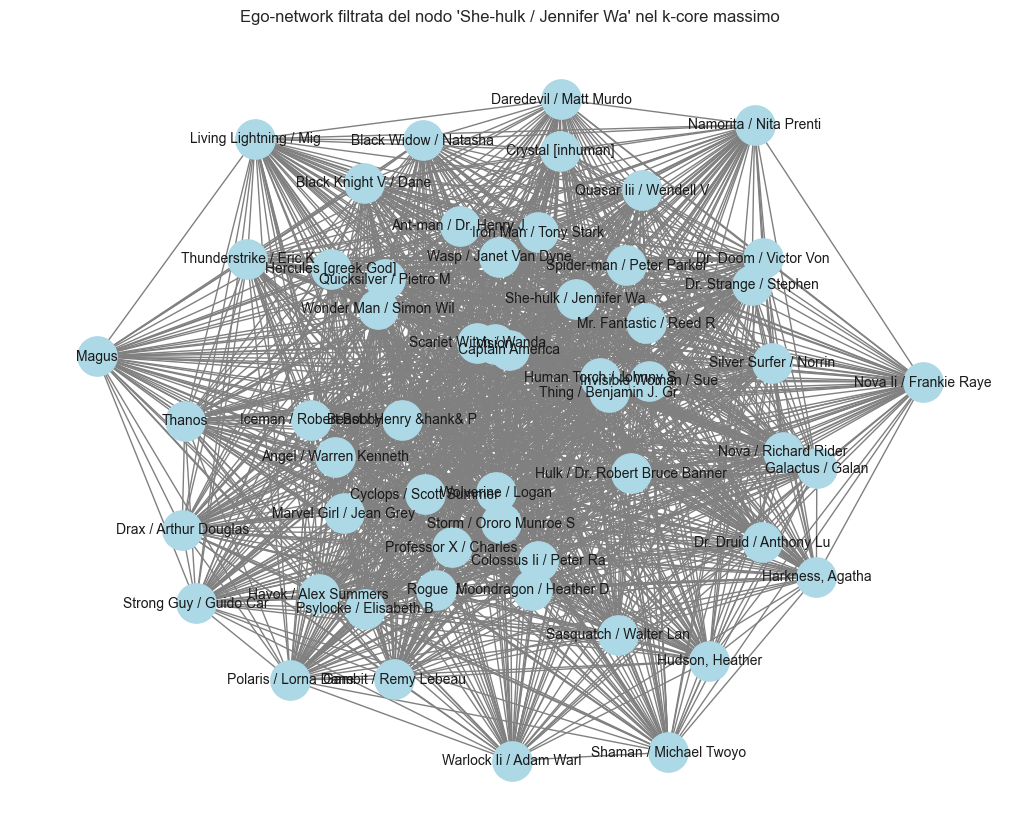 Ego-network filtrata del nodo 'She-hulk / Jennifer Wa' nel k-core massimo
Daredevil / Matt Murdo
Namorita / Nita Prenti
Living Lightning / Mig
Black Widow / Natasha
Crystal [inhuman]
Black Knight V / Dane
Quasar Iii / Wendell V
Ant-man / Dr. Henry J
Iron Man / Tony Stark
Wasp / Janet Van Dyne
Thunderstrike / Eric K
Dr. Doom / Victor Von
Hercules [greek God]
Spider-man / Peter Parker
Quicksilver / Pietro M
Dr. Strange / Stephen
She-hulk / Jennifer Wa
Wonder Man / Simon Wil
Mr. Fantastic / Reed R
Scarlet Witch / Wanda
Vision
Captain America
Magus
Silver Surfer / Norrin
Human Torch / Johnny S
Invisible Woman / Sue
Nova Ii / Frankie Raye
Thing / Benjamin J. Gr
Thanos
Iceman / Robert Bobby
Beast / Henry &hank& P
Nova / Richard Rider
Angel / Warren Kenneth
Galactus / Galan
Hulk / Dr. Robert Bruce Banner
Cyclops / Scott Summer
Wolverine / Logan
Marvel Girl / Jean Grey
Storm / Ororo Munroe S
Drax / Arthur Douglas
Dr. Druid / Anthony Lu
Professor X / Charles
Colossus Ii / Peter Ra
Harkness, Agatha
Rogue /
Moondragon / Heather D
Havok / Alex Summers
Strong Guy / Guido Car
Psylocke / Elisabeth B
Sasquatch / Walter Lan
Hudson, Heather
Polaris / Lorna Dane
Gambit / Remy Lebeau
Shaman / Michael Twoyo
Warlock Ii / Adam Warl